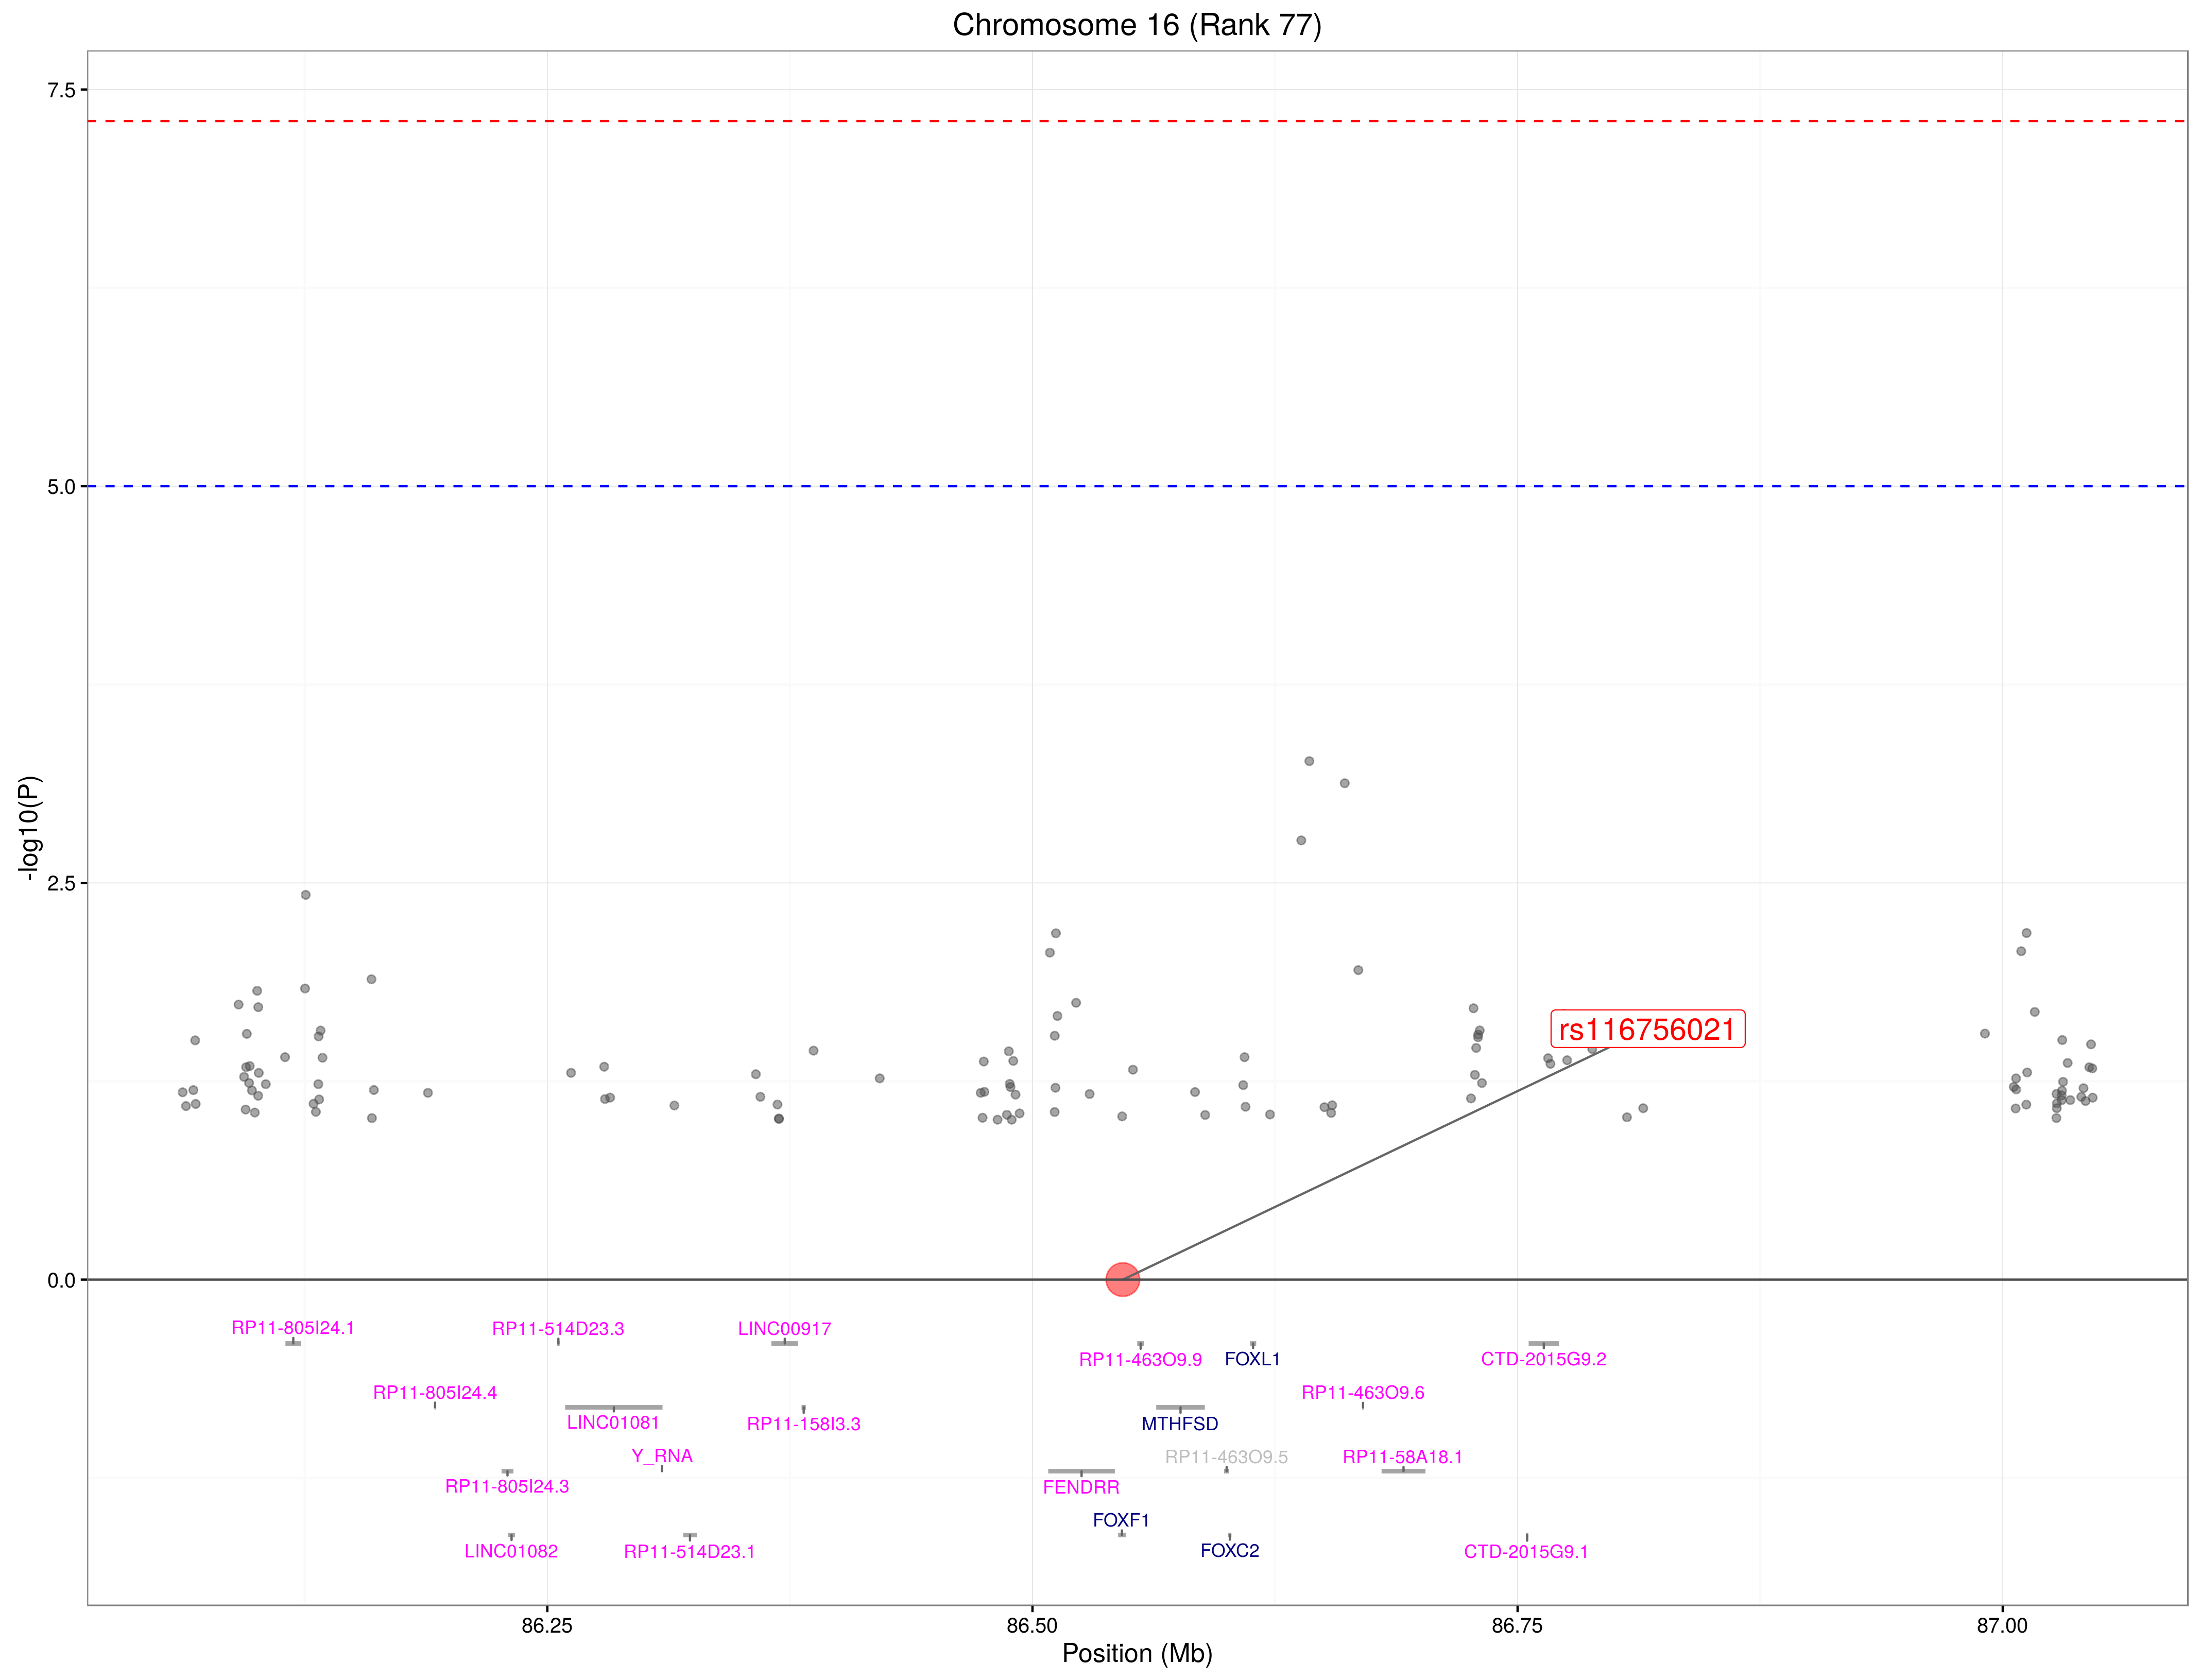 Chromosome 16 (Rank 77)
7.5
5.0
-log10(P)
2.5
rs116756021
0.0
RP11-805I24.1
RP11-514D23.3
LINC00917
RP11-463O9.9
FOXL1
CTD-2015G9.2
RP11-805I24.4
RP11-463O9.6
LINC01081
RP11-158I3.3
MTHFSD
Y_RNA
RP11-463O9.5
RP11-58A18.1
RP11-805I24.3
FENDRR
FOXF1
LINC01082
RP11-514D23.1
FOXC2
CTD-2015G9.1
86.25
86.50
86.75
87.00
Position (Mb)